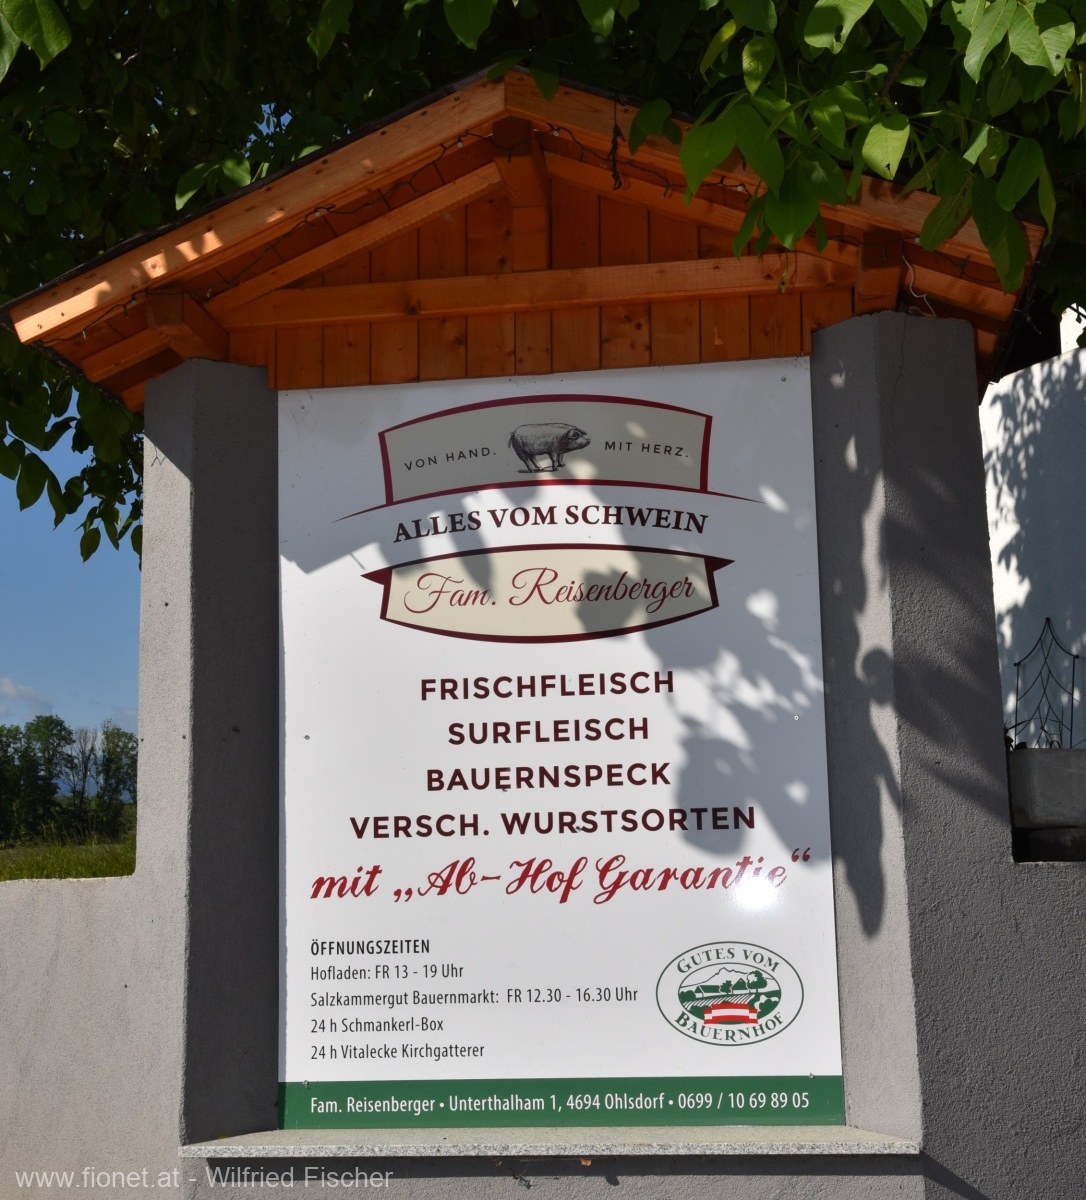 VON HAND. MIT HERZ.
ALLES VOM SCHWEIN
Fam. Reisenberger
FRISCHFLEISCH
SURFLEISCH
BAUERNSPECK
VERSCH. WURSTSORTEN
mit „Ab-Hof Garantie“
ÖFFNUNGSZEITEN
Hofladen: FR 13 - 19 Uhr
Salzkammergut Bauernmarkt: FR 12.30 - 16.30 Uhr
24 h Schmankerl-Box
24 h Vitalecke Kirchgatterer
GUTES VOM
BAUERNHOF
Fam. Reisenberger • Unterthalham 1, 4694 Ohlsdorf • 0699 / 10 69 89 05
www.fionet.at - Wilfried Fischer